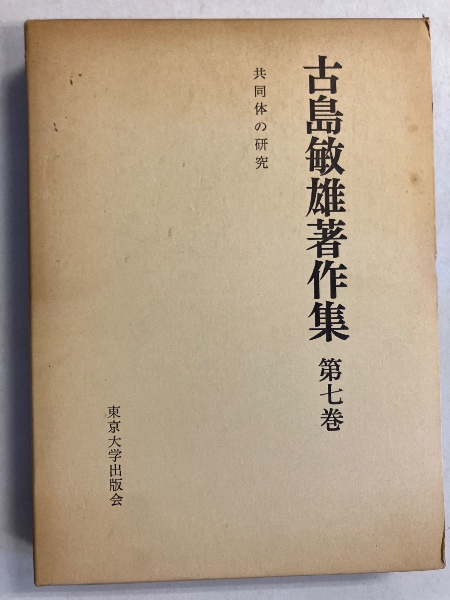 古島敏雄著作集 第七巻
共同体の研究
東京大学出版会